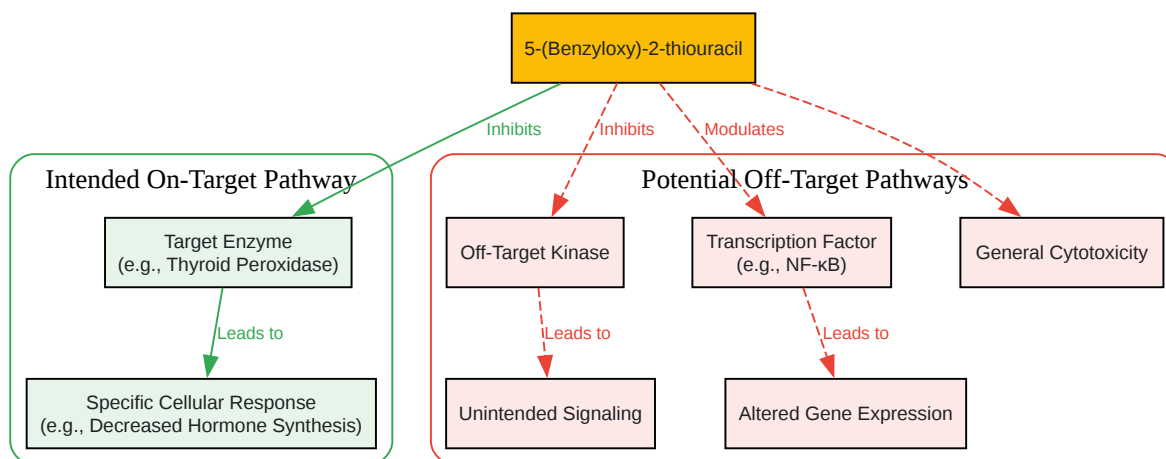 5-(Benzyloxy)-2-thiouracil
Inhibits
Inhibits
Modulates
Intended On-Target Pathway
Potential Off-Target Pathways
Target Enzyme
(e.g., Thyroid Peroxidase)
Off-Target Kinase
Transcription Factor
(e.g., NF-κB)
General Cytotoxicity
Leads to
Leads to
Leads to
Specific Cellular Response
(e.g., Decreased Hormone Synthesis)
Unintended Signaling
Altered Gene Expression